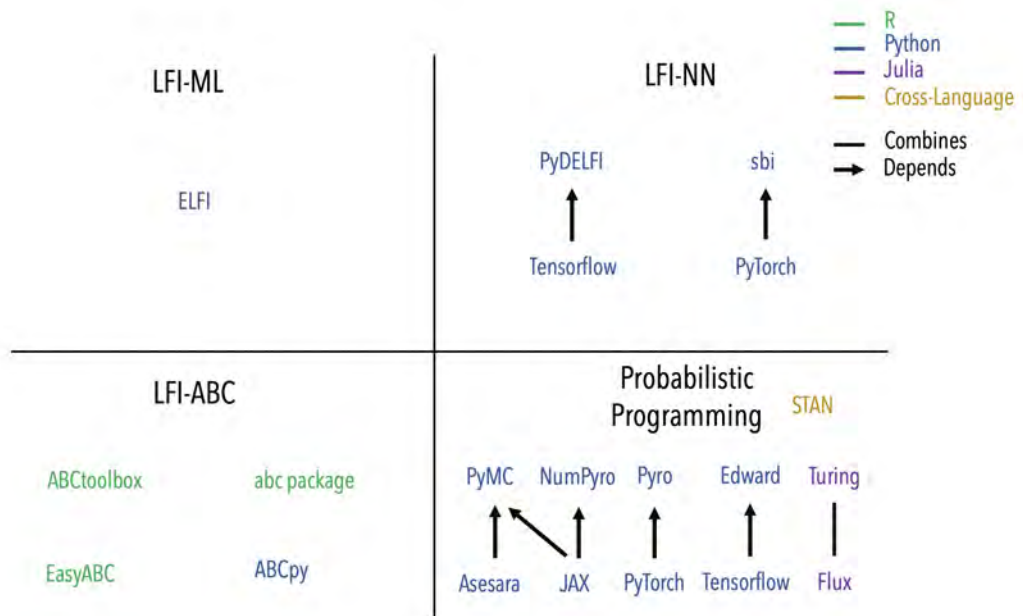 R
Python
Julia
Cross-Language
Combines
Depends
LFI-ML
ELFI
LFI-NN
PyDELFI
sbi
Tensorflow
PyTorch
LFI-ABC
ABCtoolbox
abc package
EasyABC
ABCpy
Probabilistic
Programming
STAN
PyMC
NumPyro
Pyro
Edward
Turing
Asesara
JAX
PyTorch
Tensorflow
Flux